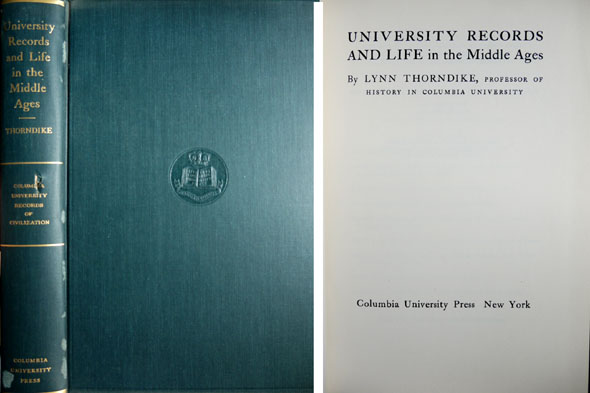 University
Records
and Life
in the
Middle
Ages
THORNDIKE
COLUMBIA
UNIVERSITY
RECORDS
OF
CIVILIZATION
COLUMBIA
UNIVERSITY
PRESS
UNIVERSITY RECORDS
AND LIFE in the Middle Ages
By LYNN THORNDIKE, PROFESSOR OF
HISTORY IN COLUMBIA UNIVERSITY
Columbia University Press New York